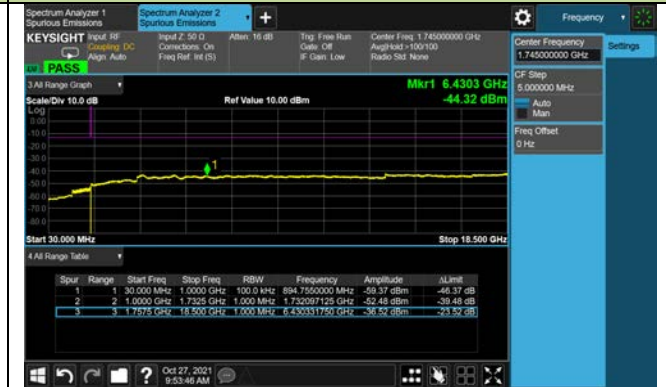 Spectrum Analyzer 1
Spurious Emissions
Spectrum Analyzer 2
Spurious Emissions
+
Frequency
KEYSIGHT
Input: RF
Coupling: DC
Align: Auto
Input Z: 50 Ω
Corrections: On
Freq Ref: Int (S)
Atten: 16 dB
Trig: Free Run
Gate: Off
IF Gain: Low
Center Freq: 1.745000000 GHz
Avg|Hold:>100/100
Radio Std: None
PASS
Center Frequency
1.745000000 GHz
Settings
CF Step
5.000000 MHz
Auto
Man
Freq Offset
0 Hz
3 All Range Graph
Mkr1 6.4303 GHz
Scale/Div 10.0 dB
Ref Value 10.00 dBm
-44.32 dBm
Log
0.00
-10.0
-20.0
-30.0
-40.0
-50.0
-60.0
-70.0
-80.0
1
Start 30.000 MHz
Stop 18.500 GHz
4 All Range Table
Spur Range Start Freq Stop Freq RBW Frequency Amplitude ΔLimit
1 1 30.000 MHz 1.0000 GHz 100.0 kHz 894.7550000 MHz -59.37 dBm -46.37 dB
2 2 1.0000 GHz 1.7325 GHz 1.000 MHz 1.732097125 GHz -52.48 dBm -39.48 dB
3 3 1.7575 GHz 18.500 GHz 1.000 MHz 6.430331750 GHz -36.52 dBm -23.52 dB
?
Oct 27, 2021
9:53:46 AM